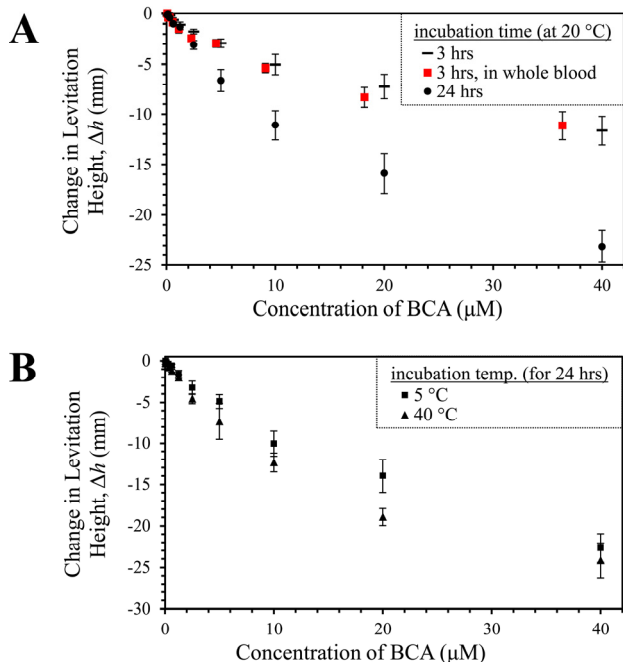 A
0
-5
-10
-15
-20
-25
Change in Levitation
Height, Δh (mm)
incubation time (at 20 °C)
3 hrs
3 hrs, in whole blood
24 hrs
0 10 20 30 40
Concentration of BCA (μM)
B
0
-5
-10
-15
-20
-25
-30
Change in Levitation
Height, Δh (mm)
incubation temp. (for 24 hrs)
5 °C
40 °C
0 10 20 30 40
Concentration of BCA (μM)